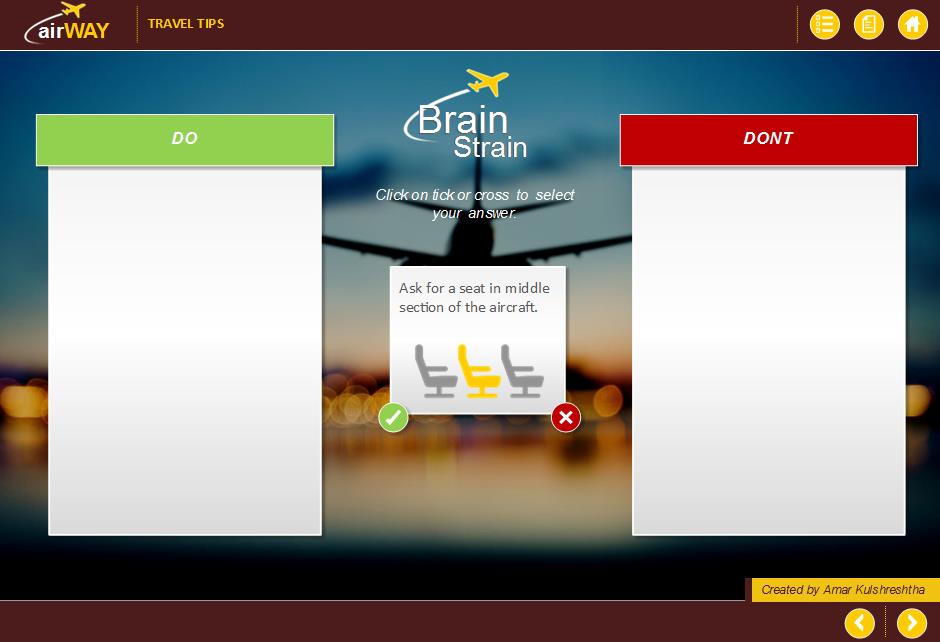 airWAY
TRAVEL TIPS
Brain
Strain
DO
DONT
Click on tick or cross to select
your answer.
Ask for a seat in middle
section of the aircraft.
Created by Amar Kulshreshtha